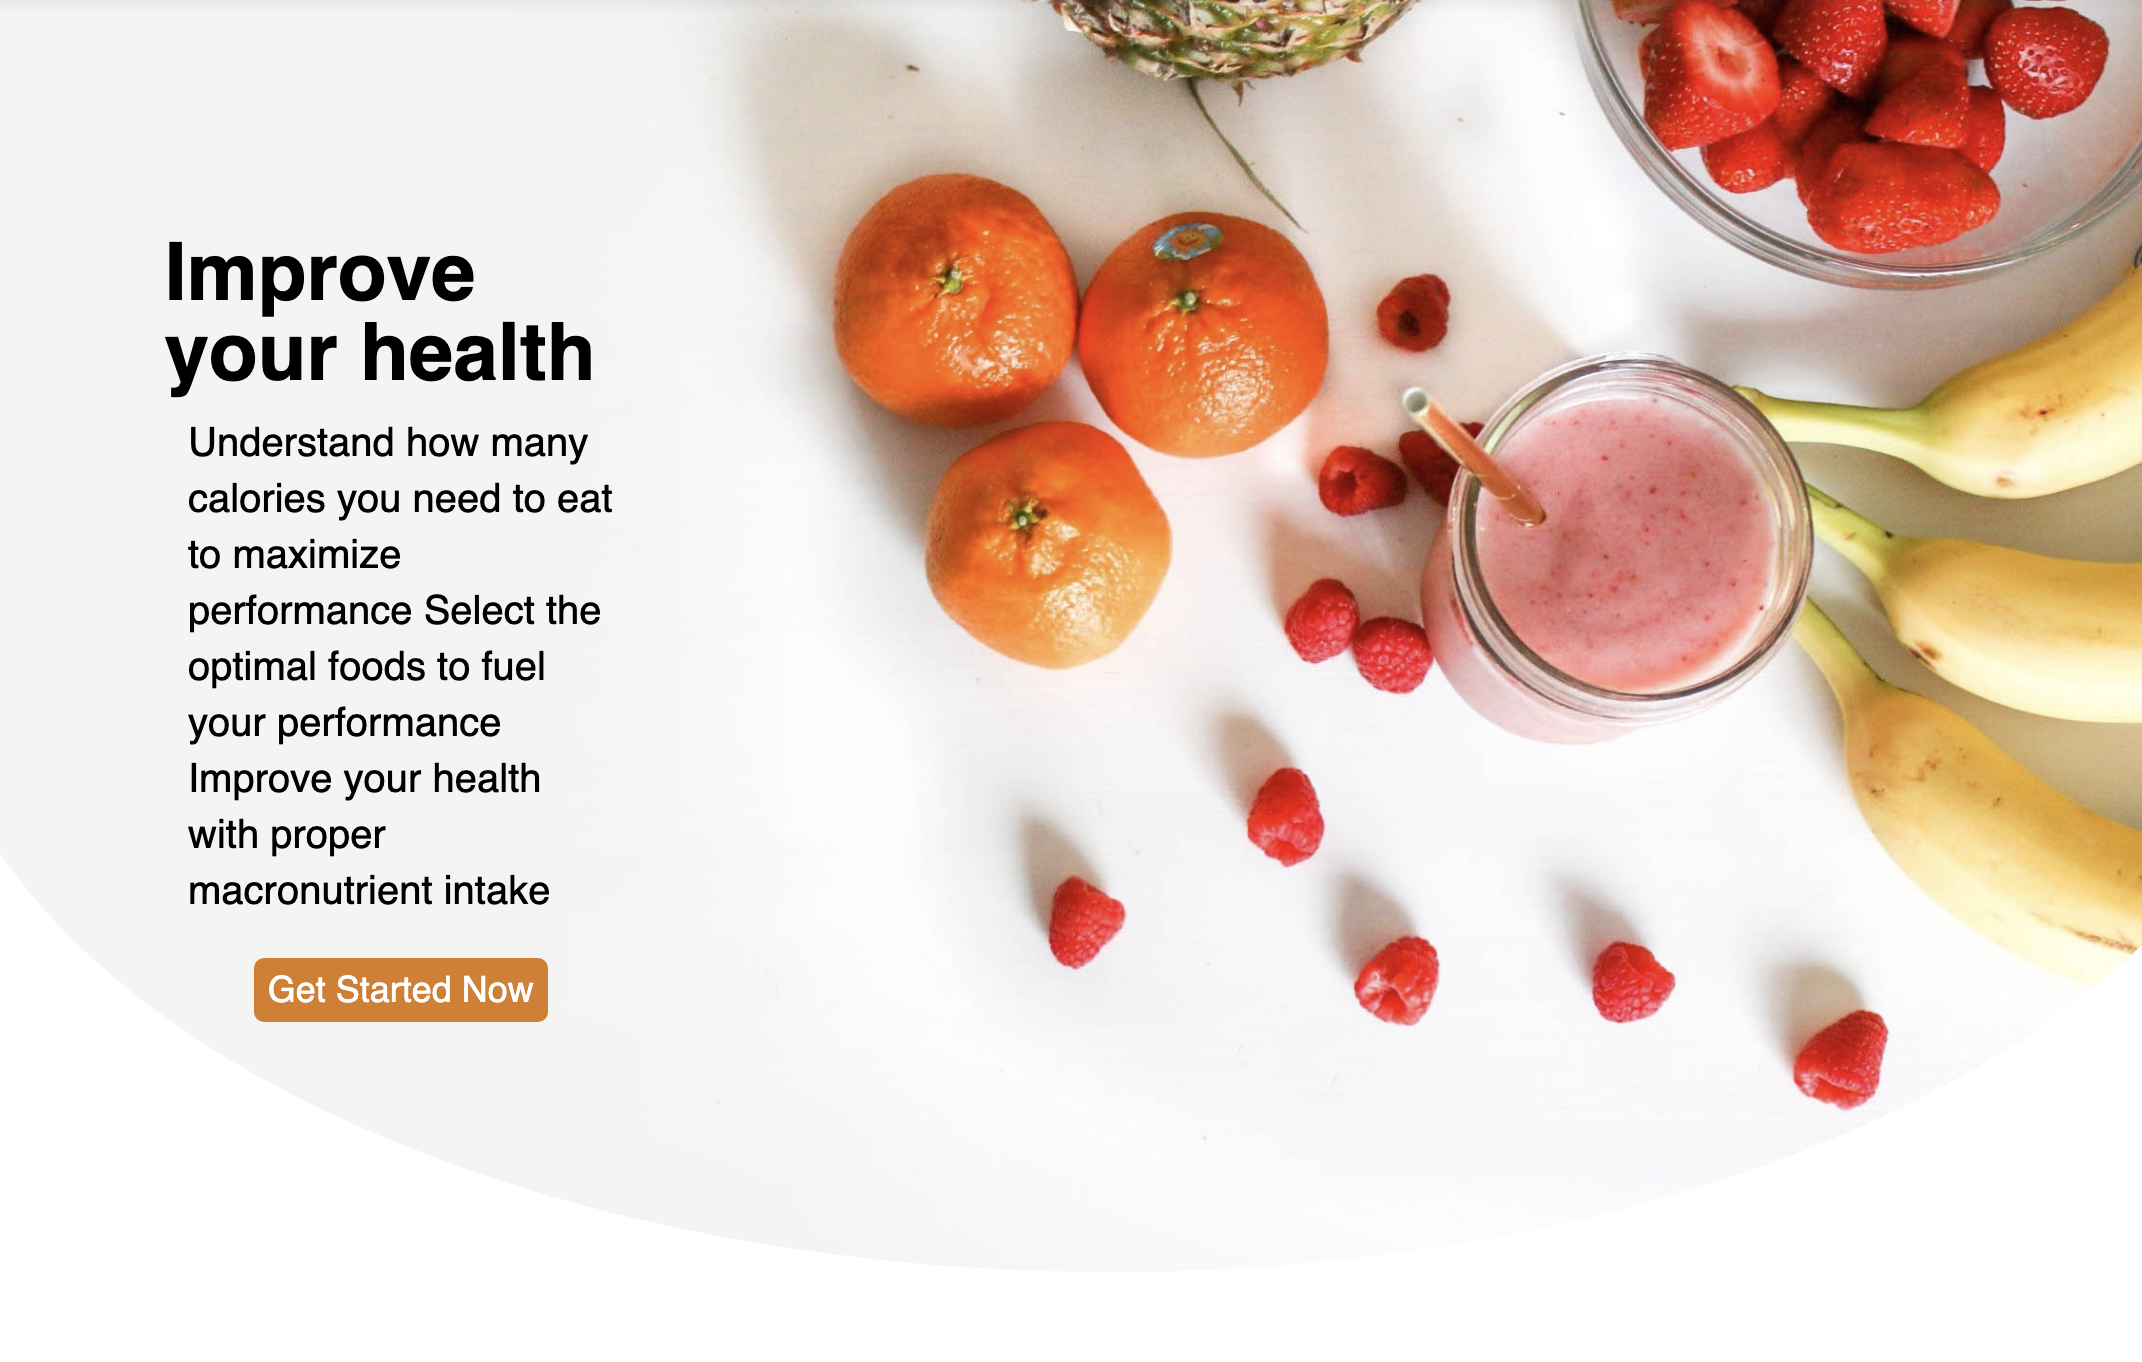 Improve
your health
Understand how many
calories you need to eat
to maximize
performance Select the
optimal foods to fuel
your performance
Improve your health
with proper
macronutrient intake
Get Started Now